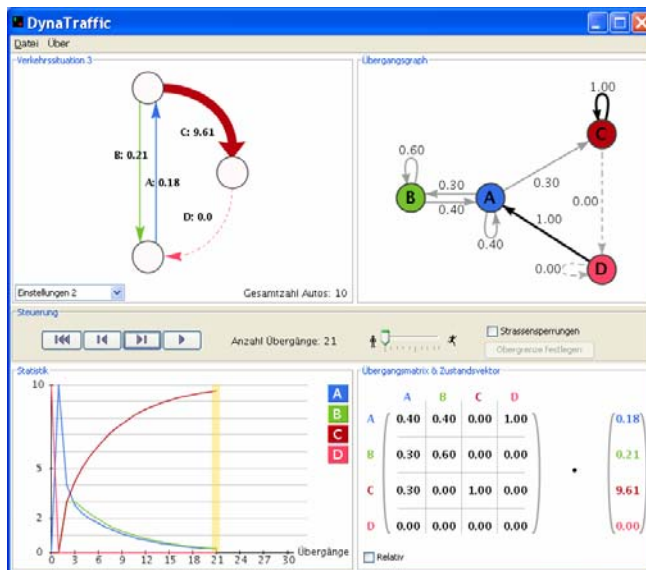 DynaTraffic
Datei Über
Verkehrssituation 3
C: 9.61
B: 0.21
A: 0.18
D: 0.0
Einstellungen 2
Gesamtzahl Autos: 10
Übergangsgraph
1.00
C
0.60
0.30
0.30
B
A
0.40
1.00
0.00
0.40
0.00
D
Steuerung
Anzahl Übergänge: 21
Strassensperrungen
Obergrenze festlegen
Statistik
10
5
2
0
0 3 6 9 12 15 18 21 24 27 30
Übergänge
A
B
C
D
Übergangsmatrix & Zustandsvektor
A B C D
A 0.40 0.40 0.00 1.00 0.18
B 0.30 0.60 0.00 0.00 0.21
C 0.30 0.00 1.00 0.00 9.61
D 0.00 0.00 0.00 0.00 0.00
Relativ